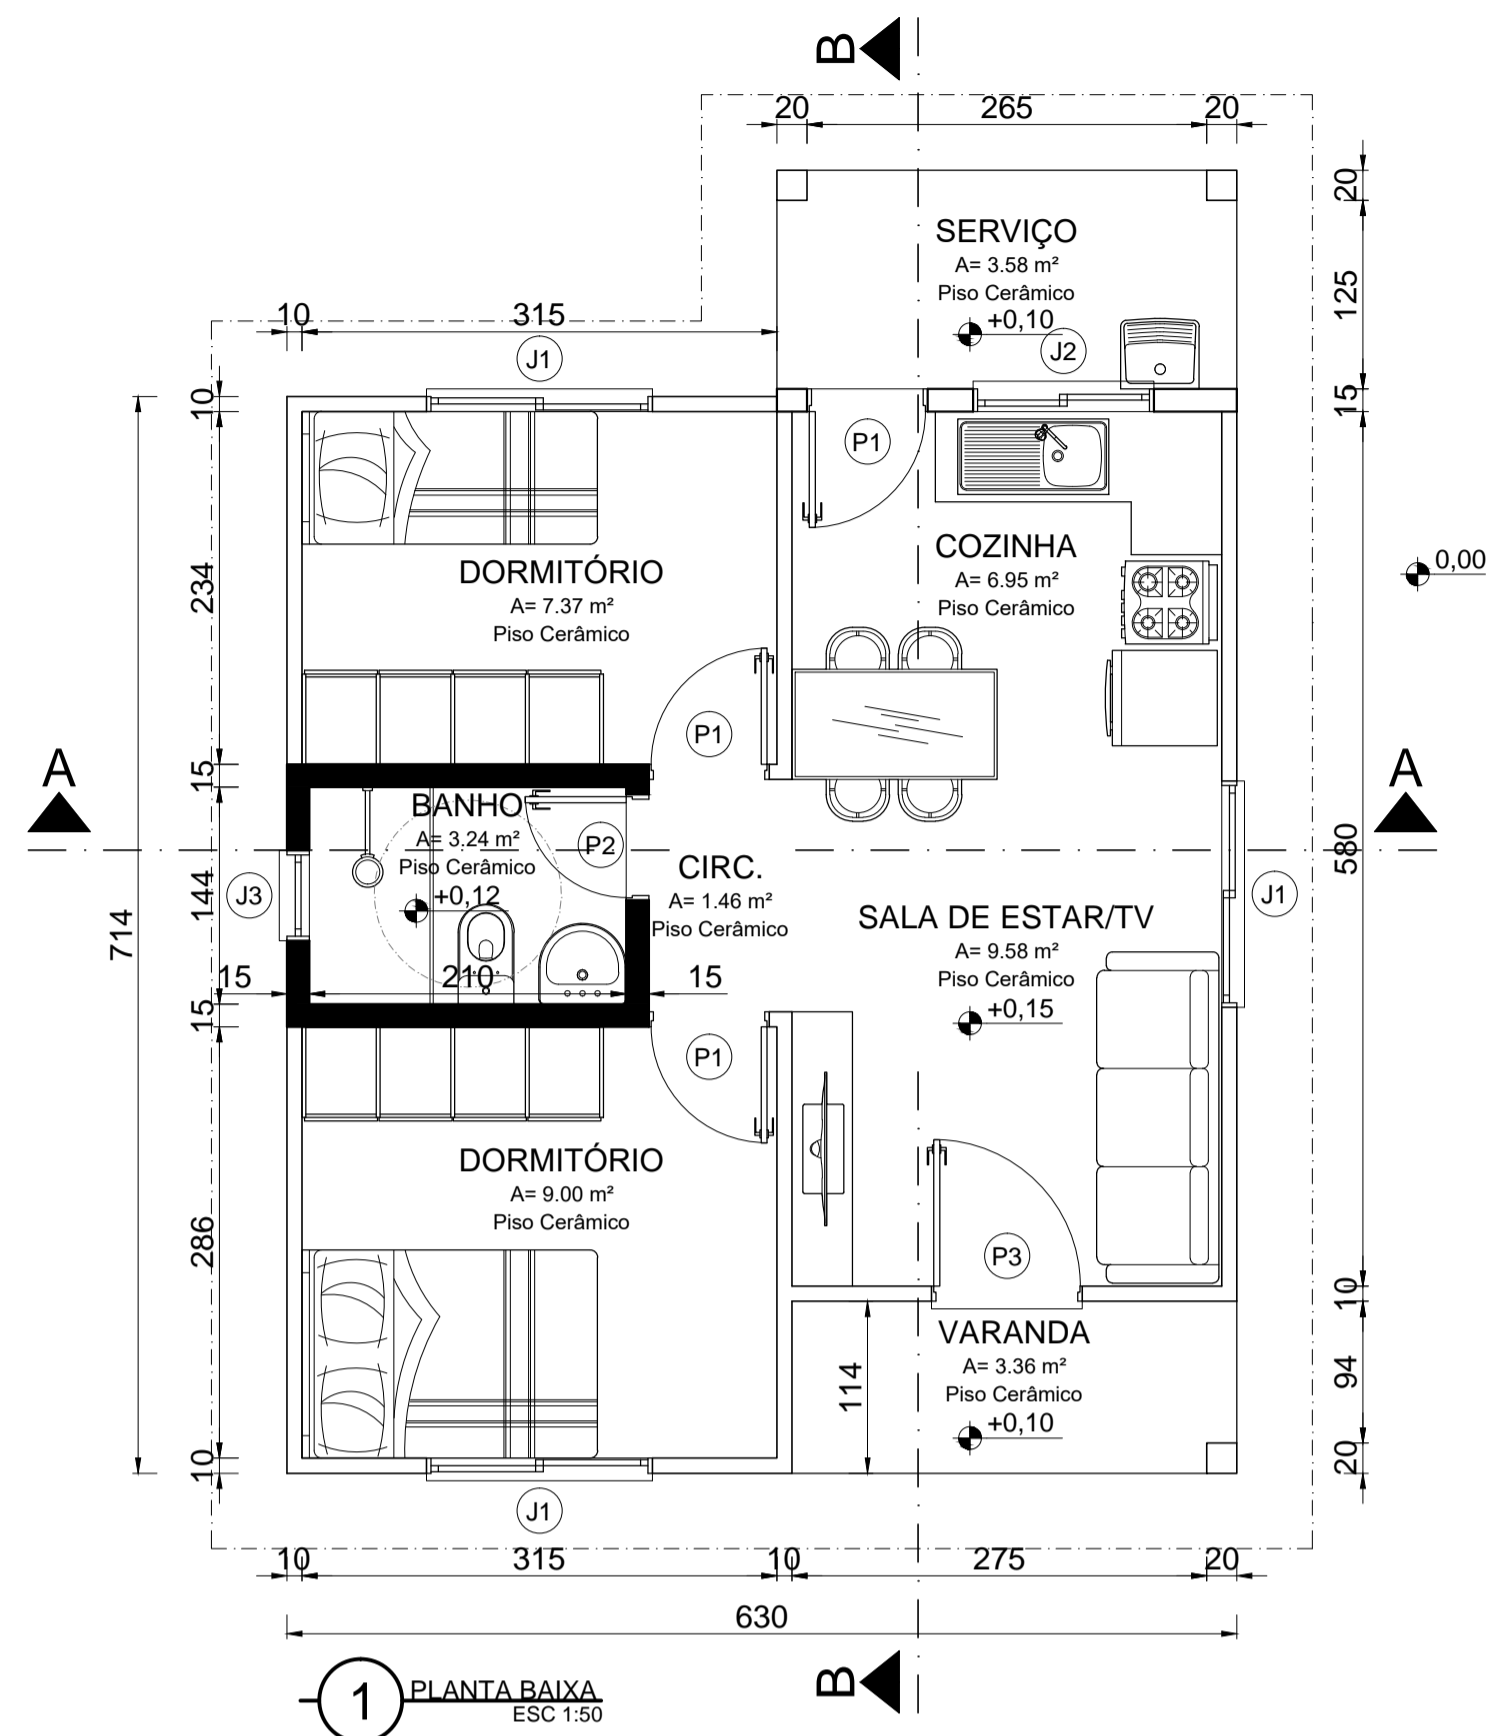 B
20
265
20
20
SERVIÇO
A= 3.58 m²
Piso Cerâmico
+0,10
125
10
315
J1
J2
10
15
P1
COZINHA
A= 6.95 m²
Piso Cerâmico
0,00
DORMITÓRIO
A= 7.37 m²
Piso Cerâmico
234
P1
A
A
15
BANHO
A= 3.24 m²
Piso Cerâmico
+0,12
P2
580
144
J3
CIRC.
A= 1.46 m²
Piso Cerâmico
J1
714
SALA DE ESTAR/TV
A= 9.58 m²
Piso Cerâmico
+0,15
15
210
15
15
P1
DORMITÓRIO
A= 9.00 m²
Piso Cerâmico
286
P3
10
VARANDA
A= 3.36 m²
Piso Cerâmico
+0,10
114
94
10
20
J1
10
315
10
275
20
630
B
1
PLANTA BAIXA
ESC 1:50